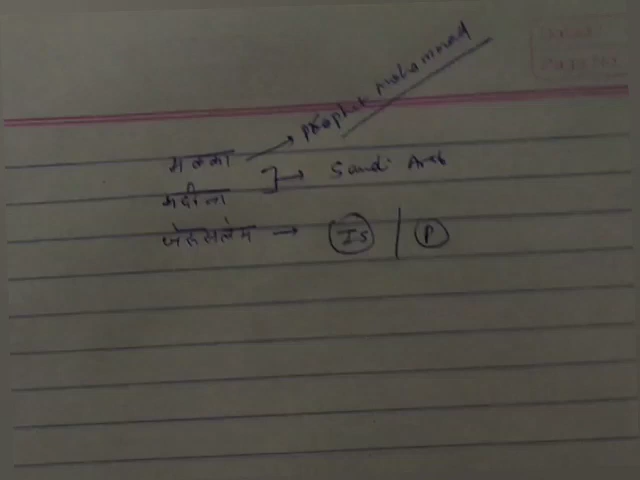 prophet mohammad
मक्का
] → Saudi Arab
मदीना
जेरुसलेम → Is | P